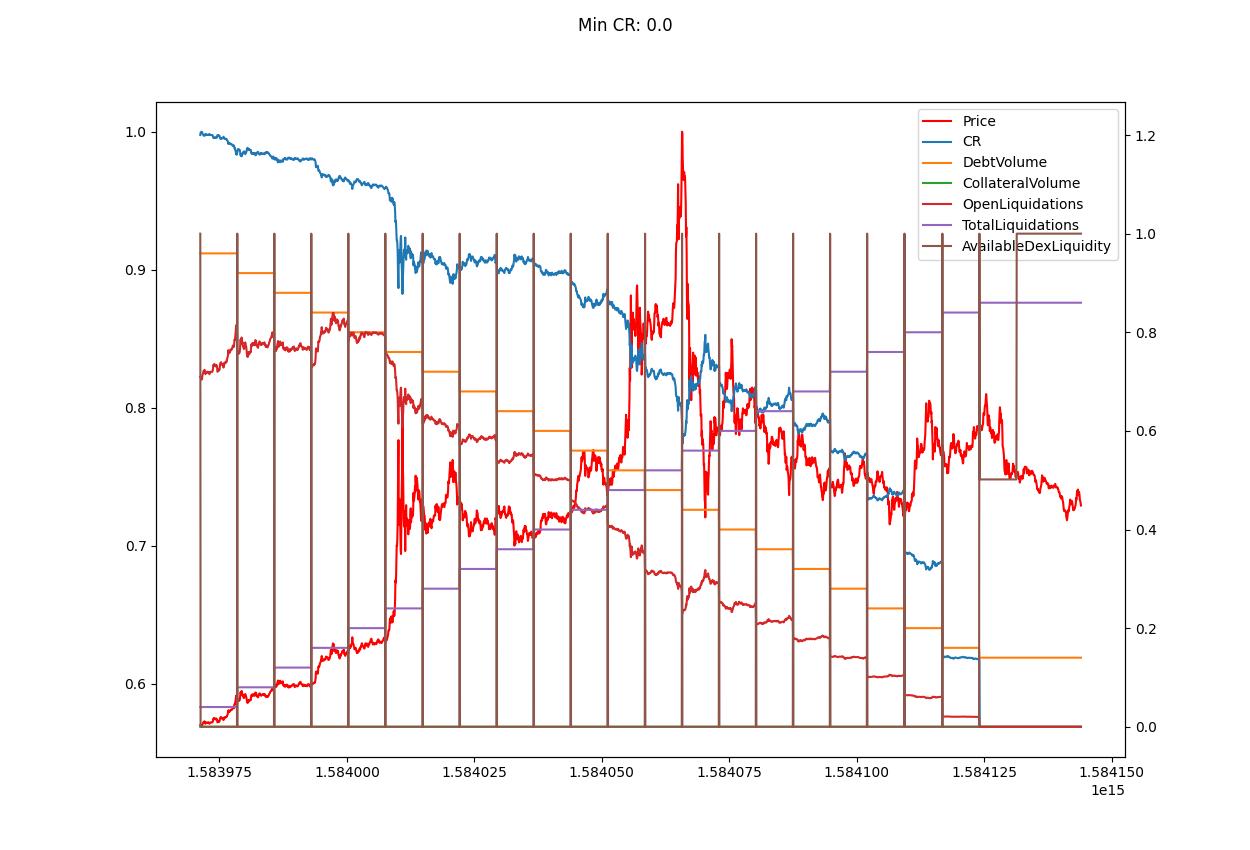 Min CR: 0.0
1.0
0.9
0.8
0.7
0.6
1.2
1.0
0.8
0.6
0.4
0.2
0.0
Price
CR
DebtVolume
CollateralVolume
OpenLiquidations
TotalLiquidations
AvailableDexLiquidity
1.583975 1.584000 1.584025 1.584050 1.584075 1.584100 1.584125 1.584150
1e15